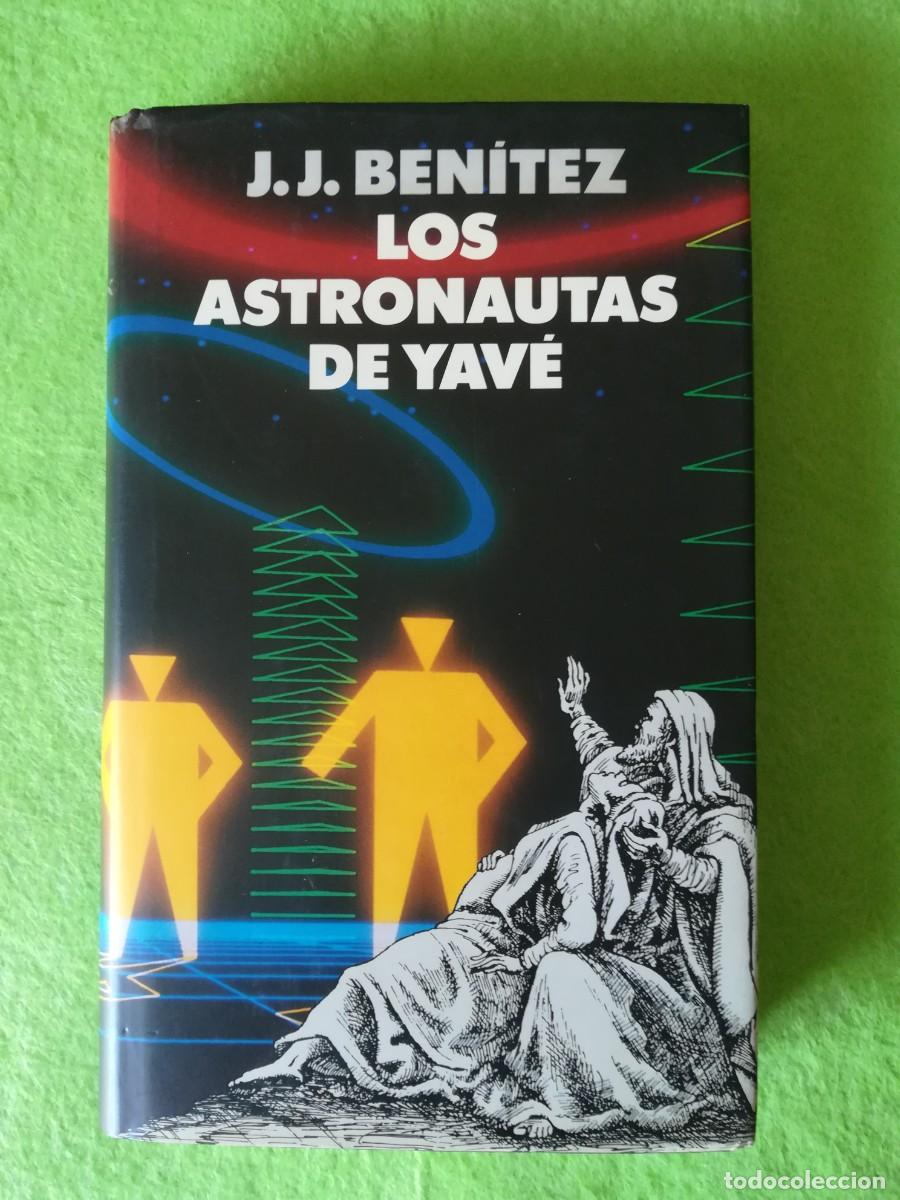 J. J. BENÍTEZ
LOS
ASTRONAUTAS
DE YAVÉ
todocoleccion